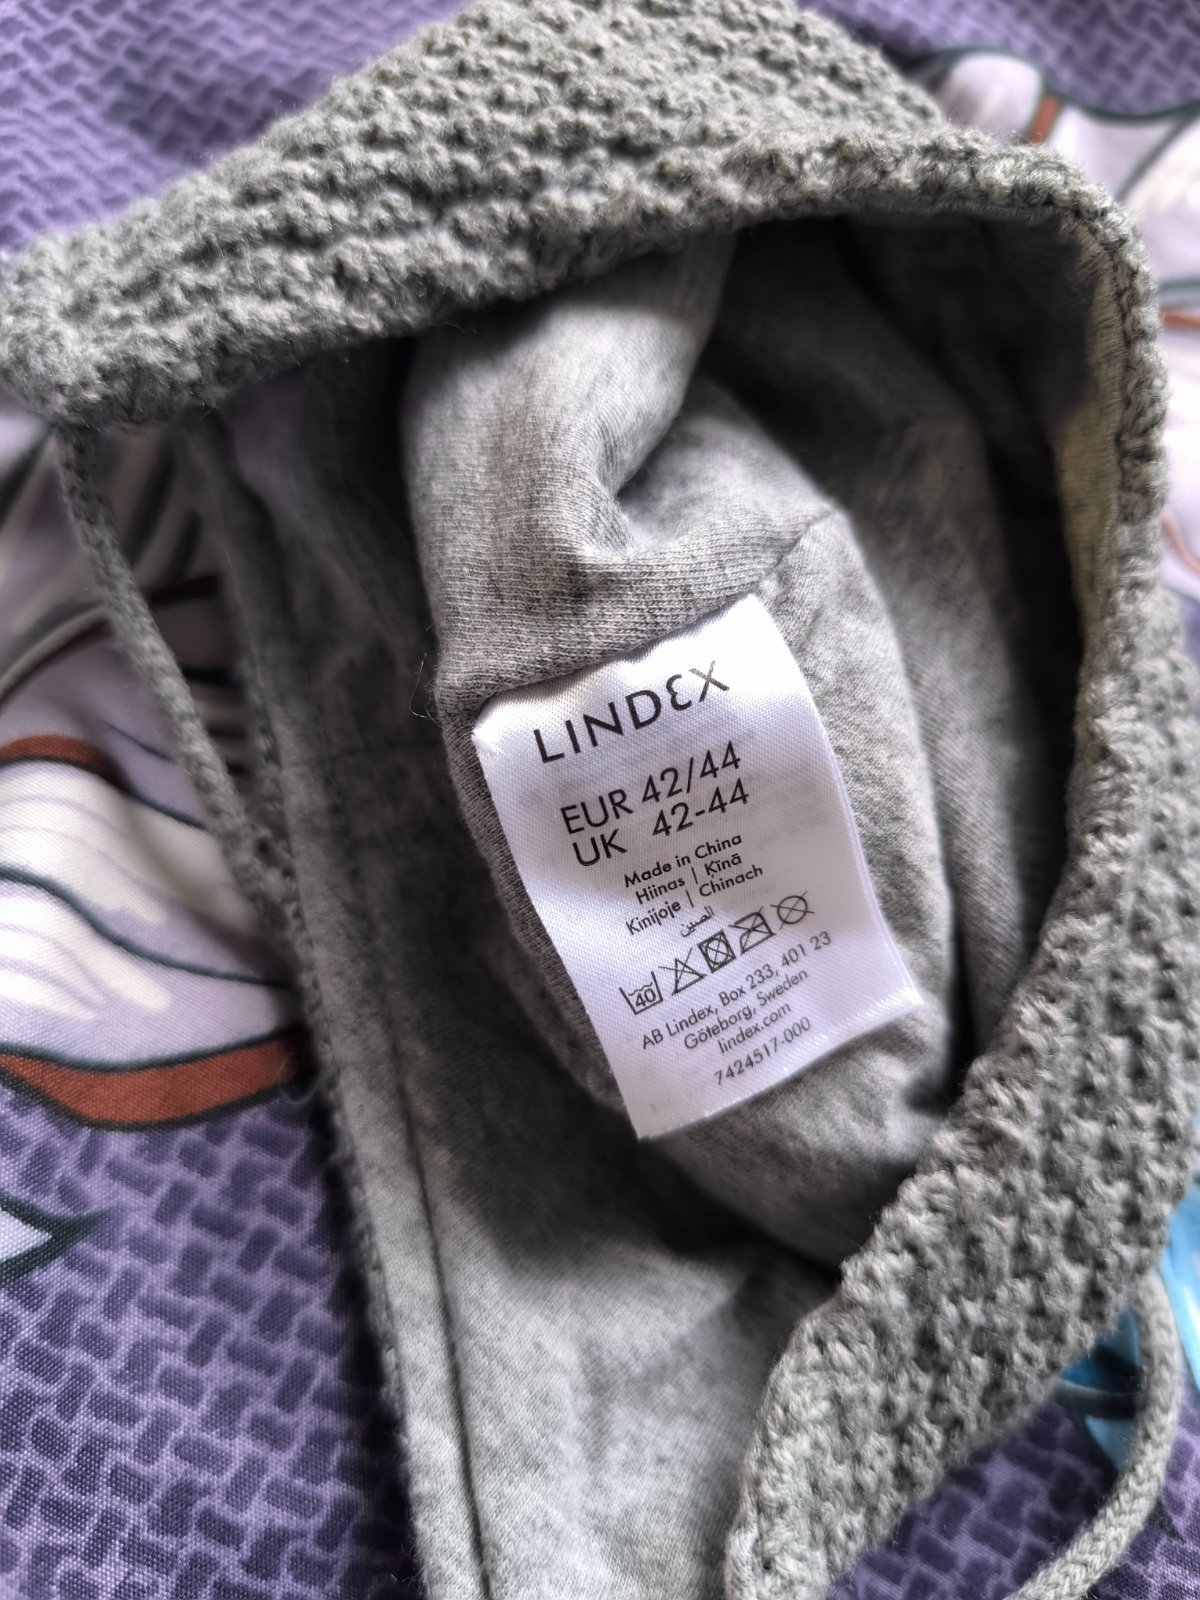 LINDEX
EUR 42/44
UK 42-44
Made in China
Hiinas | Ķīnā
Kinijoje | Chinach
الصين
40
AB Lindex, Box 233, 401 23
Göteborg, Sweden
lindex.com
7424517-000